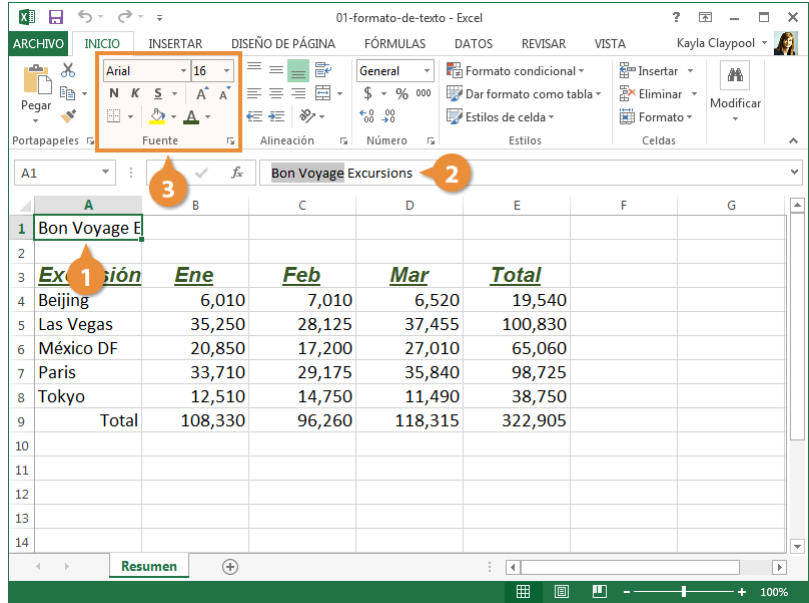 01-formato-de-texto - Excel
ARCHIVO INICIO INSERTAR DISEÑO DE PÁGINA FÓRMULAS DATOS REVISAR VISTA Kayla Claypool
Pegar
Portapapeles
Arial 16
N K S A A
A
Fuente
Alineación
General
$ % 000
Número
Formato condicional
Dar formato como tabla
Estilos de celda
Estilos
Insertar
Eliminar
Formato
Celdas
Modificar
A1 3 fx Bon Voyage Excursions 2
A B C D E F G
1 Bon Voyage E
2
3 Ex 1 sión Ene Feb Mar Total
4 Beijing 6,010 7,010 6,520 19,540
5 Las Vegas 35,250 28,125 37,455 100,830
6 México DF 20,850 17,200 27,010 65,060
7 Paris 33,710 29,175 35,840 98,725
8 Tokyo 12,510 14,750 11,490 38,750
9 Total 108,330 96,260 118,315 322,905
10
11
12
13
14
Resumen
100%